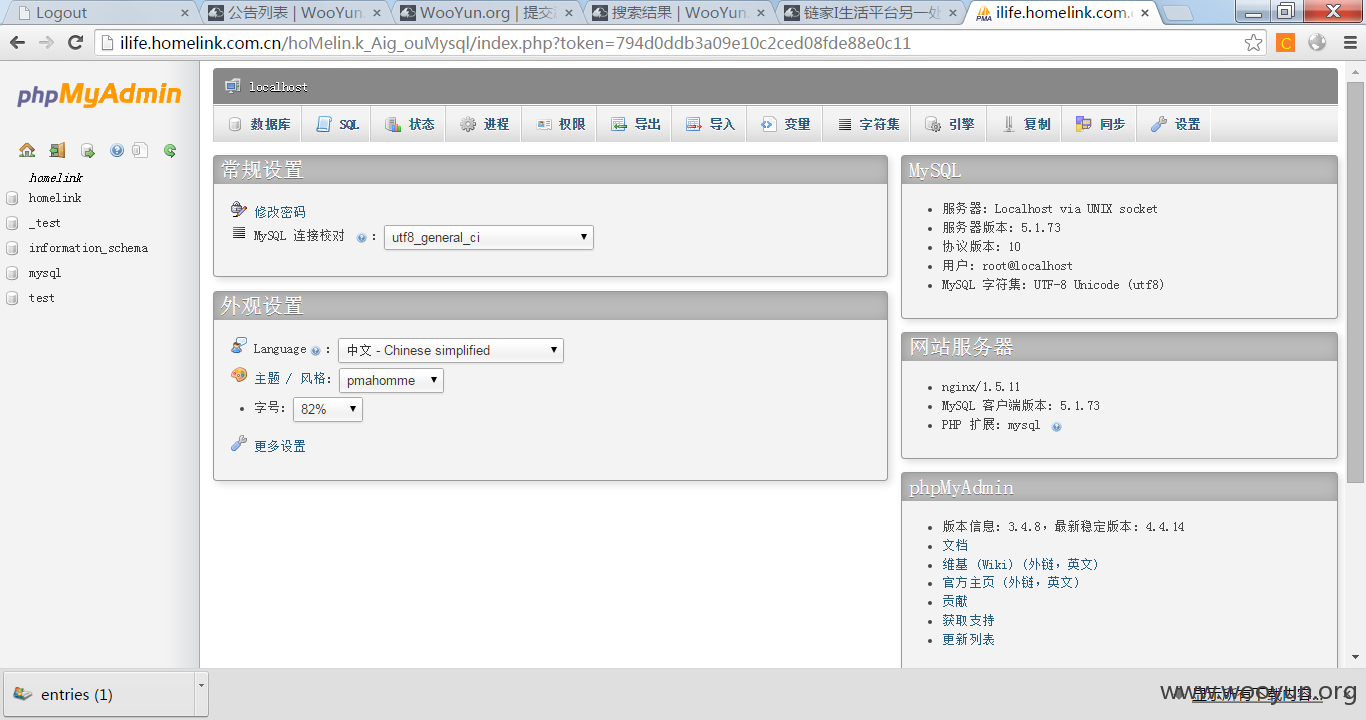 Logout
公告列表 | WooYun.
WooYun.org | 提交
搜索结果 | WooYun.
链家I生活平台另一处
ilife.homelink.com.
ilife.homelink.com.cn/hoMelin.k_Aig_ouMysql/index.php?token=794d0ddb3a09e10c2ced08fde88e0c11
phpMyAdmin
homelink
homelink
_test
information_schema
mysql
test
localhost
数据库 SQL 状态 进程 权限 导出 导入 变量 字符集 引擎 复制 同步 设置
常规设置
修改密码
MySQL 连接校对 : utf8_general_ci
外观设置
Language : 中文 - Chinese simplified
主题 / 风格: pmahomme
字号: 82%
更多设置
MySQL
服务器: Localhost via UNIX socket
服务器版本: 5.1.73
协议版本: 10
用户: root@localhost
MySQL 字符集: UTF-8 Unicode (utf8)
网站服务器
nginx/1.5.11
MySQL 客户端版本: 5.1.73
PHP 扩展: mysql
phpMyAdmin
版本信息: 3.4.8, 最新稳定版本: 4.4.14
文档
维基 (Wiki) (外链, 英文)
官方主页 (外链, 英文)
贡献
获取支持
更新列表
entries (1)
显示所有下载内容...
www.wooyun.org